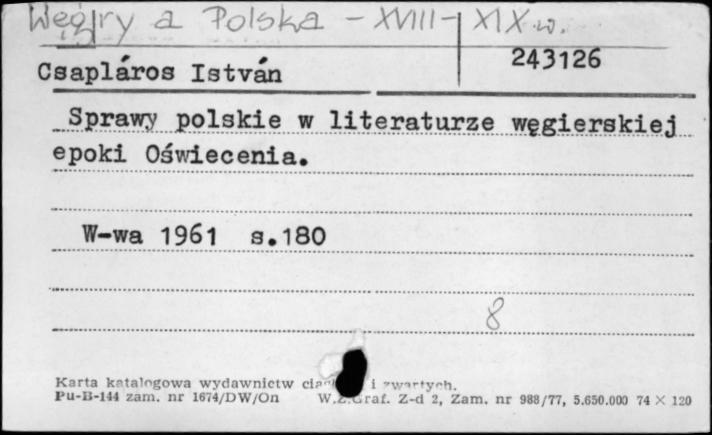 Węgry a Polska - XVIII - XIX w.
243126
Csapláros István
Sprawy polskie w literaturze węgierskiej
epoki Oświecenia.
W-wa 1961 s.180
8
Karta katalogowa wydawnictw i zwartych.
Pu-B-144 zam. nr 1674/DW/On W.Z.Graf. Z-d 2, Zam. nr 988/77, 5.650.000 74 × 120